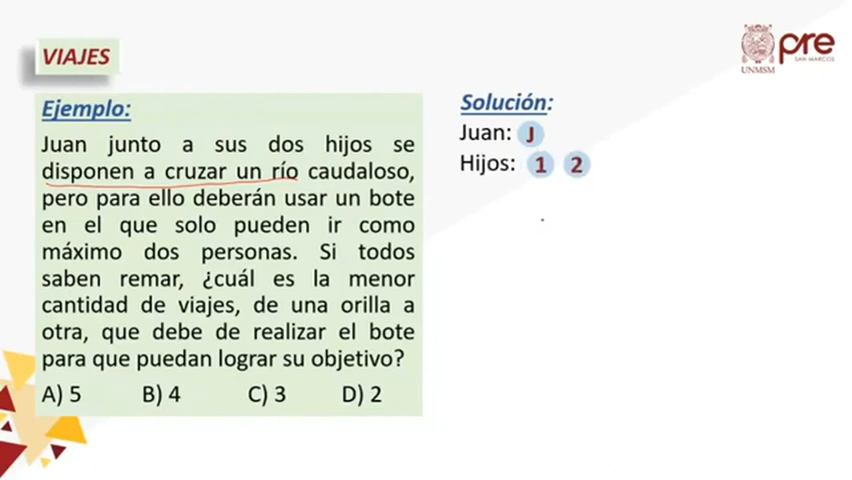 VIAJES
UNMSM
pre
SAN MARCOS
Ejemplo:
Juan junto a sus dos hijos se
disponen a cruzar un río caudaloso,
pero para ello deberán usar un bote
en el que solo pueden ir como
máximo dos personas. Si todos
saben remar, ¿cuál es la menor
cantidad de viajes, de una orilla a
otra, que debe de realizar el bote
para que puedan lograr su objetivo?
A) 5 B) 4 C) 3 D) 2
Solución:
Juan: J
Hijos: 1 2